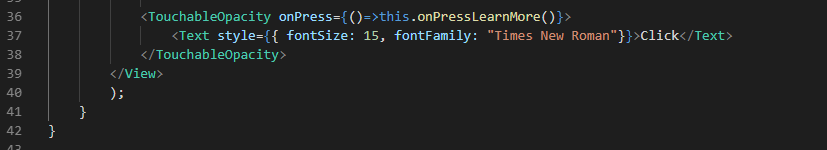 36 <TouchableOpacity onPress={()=>this.onPressLearnMore()}>
37 <Text style={{ fontSize: 15, fontFamily: "Times New Roman"}}>Click</Text>
38 </TouchableOpacity>
39 </View>
40 );
41 }
42 }
43